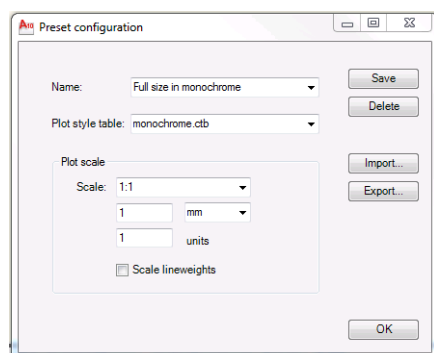 A10 Preset configuration
Name: Full size in monochrome Save
Delete
Plot style table: monochrome.ctb
Plot scale Import...
Scale: 1:1 Export...
1 mm
1 units
Scale lineweights
OK